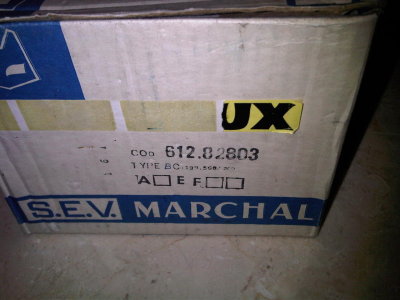 UX
COD 612.82803
TYPE BC
A E F
S.E.V. MARCHAL